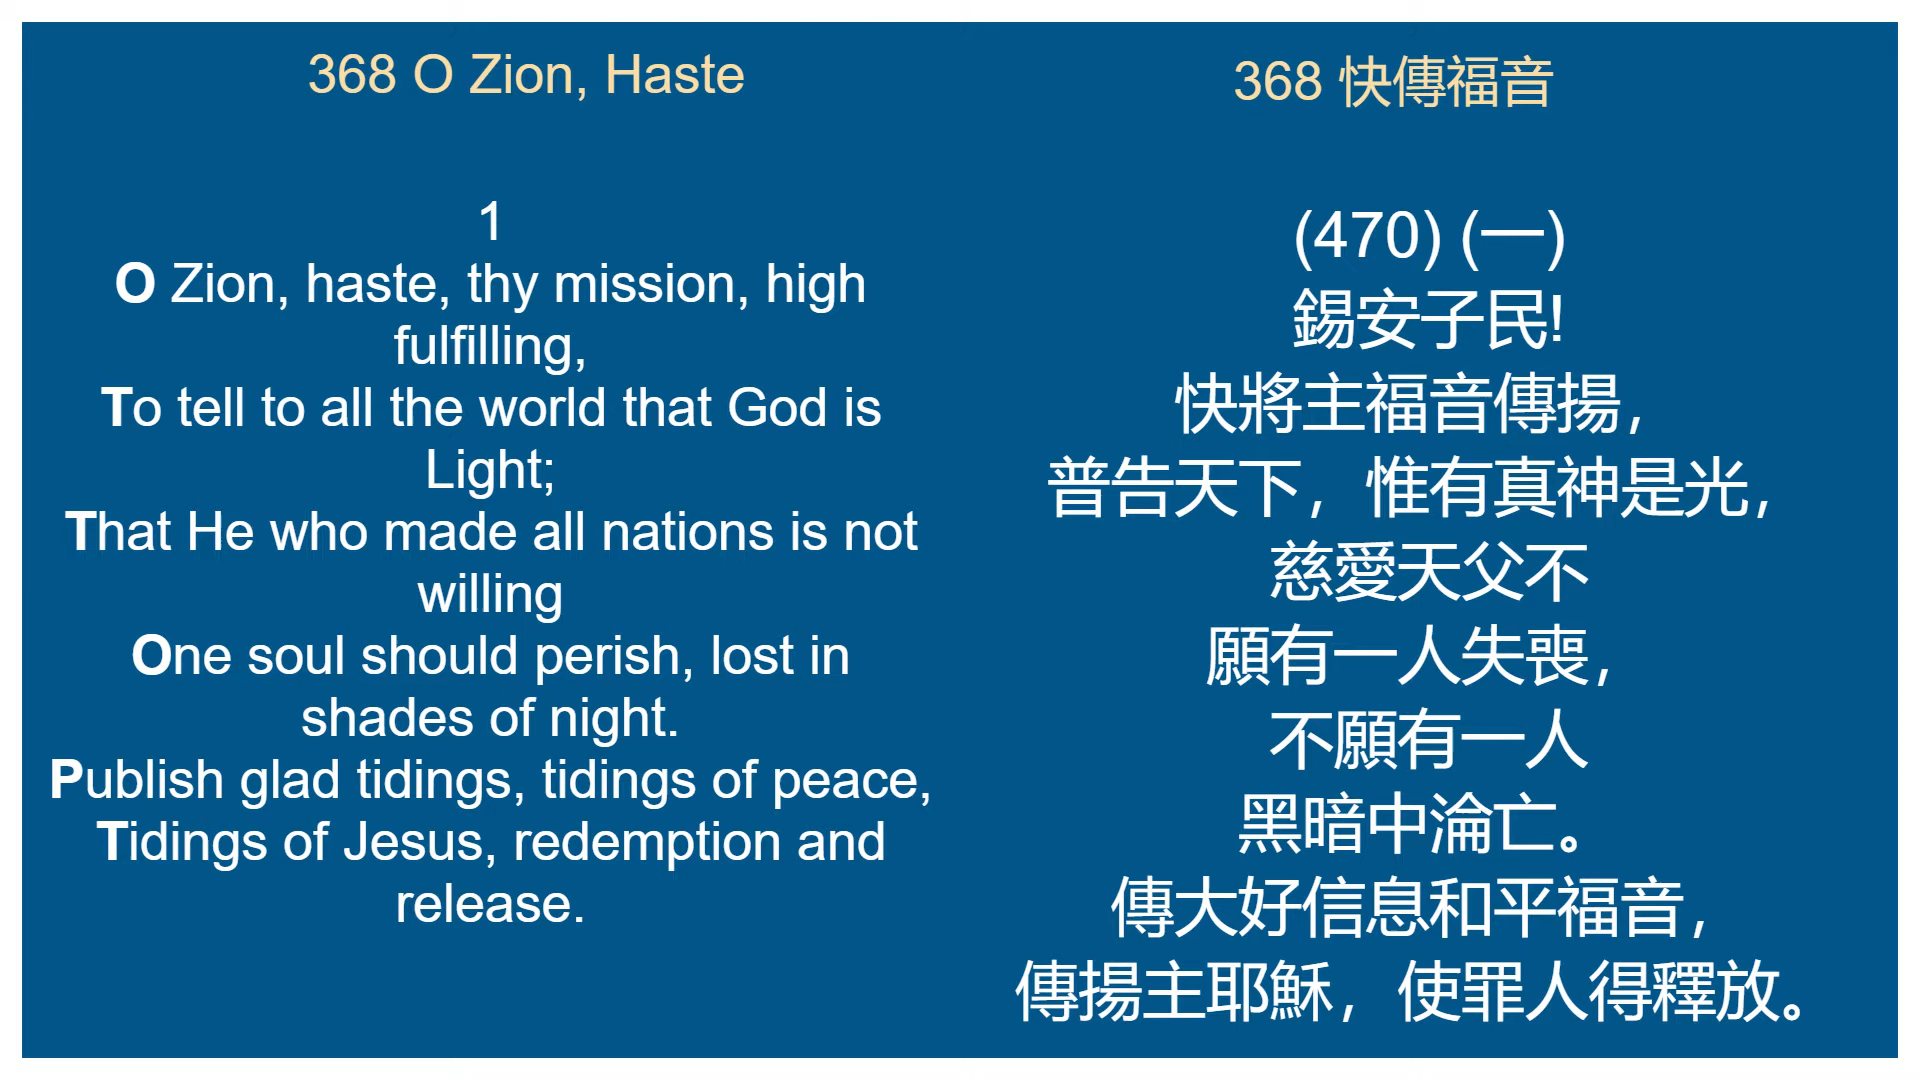 368 O Zion, Haste
1
O Zion, haste, thy mission, high
fulfilling,
To tell to all the world that God is
Light;
That He who made all nations is not
willing
One soul should perish, lost in
shades of night.
Publish glad tidings, tidings of peace,
Tidings of Jesus, redemption and
release.
368 快傳福音
(470) (一)
錫安子民!
快將主福音傳揚，
普告天下，惟有真神是光，
慈愛天父不
願有一人失喪，
不願有一人
黑暗中淪亡。
傳大好信息和平福音，
傳揚主耶穌，使罪人得釋放。